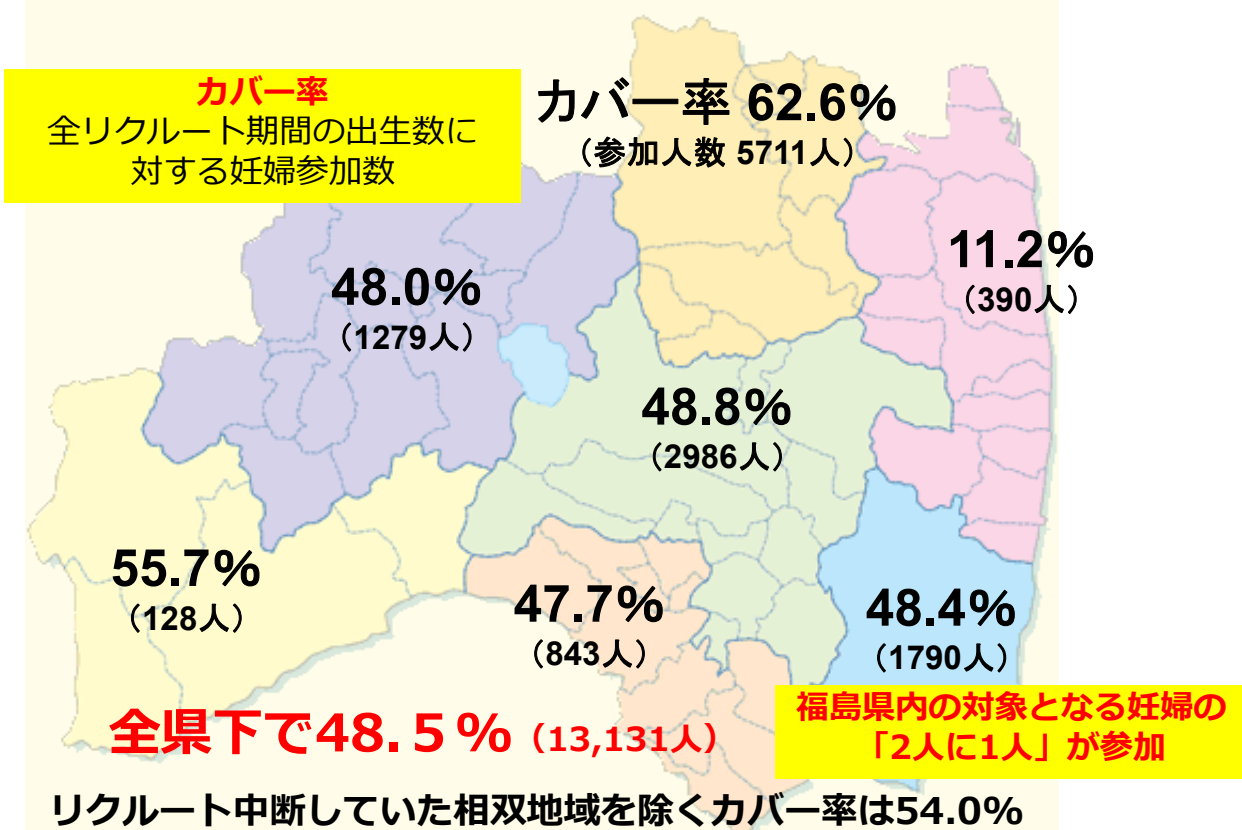 カバー率
全リクルート期間の出生数に
対する妊婦参加数
カバー率 62.6%
（参加人数 5711人）
11.2%
（390人）
48.0%
（1279人）
48.8%
（2986人）
55.7%
（128人）
47.7%
（843人）
48.4%
（1790人）
福島県内の対象となる妊婦の
「2人に1人」が参加
全県下で48.５％（13,131人）
リクルート中断していた相双地域を除くカバー率は54.0%